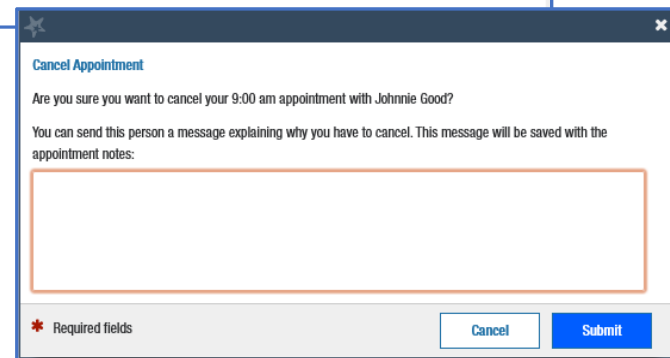 Cancel Appointment
Are you sure you want to cancel your 9:00 am appointment with Johnnie Good?
You can send this person a message explaining why you have to cancel. This message will be saved with the
appointment notes:
* Required fields
Cancel
Submit